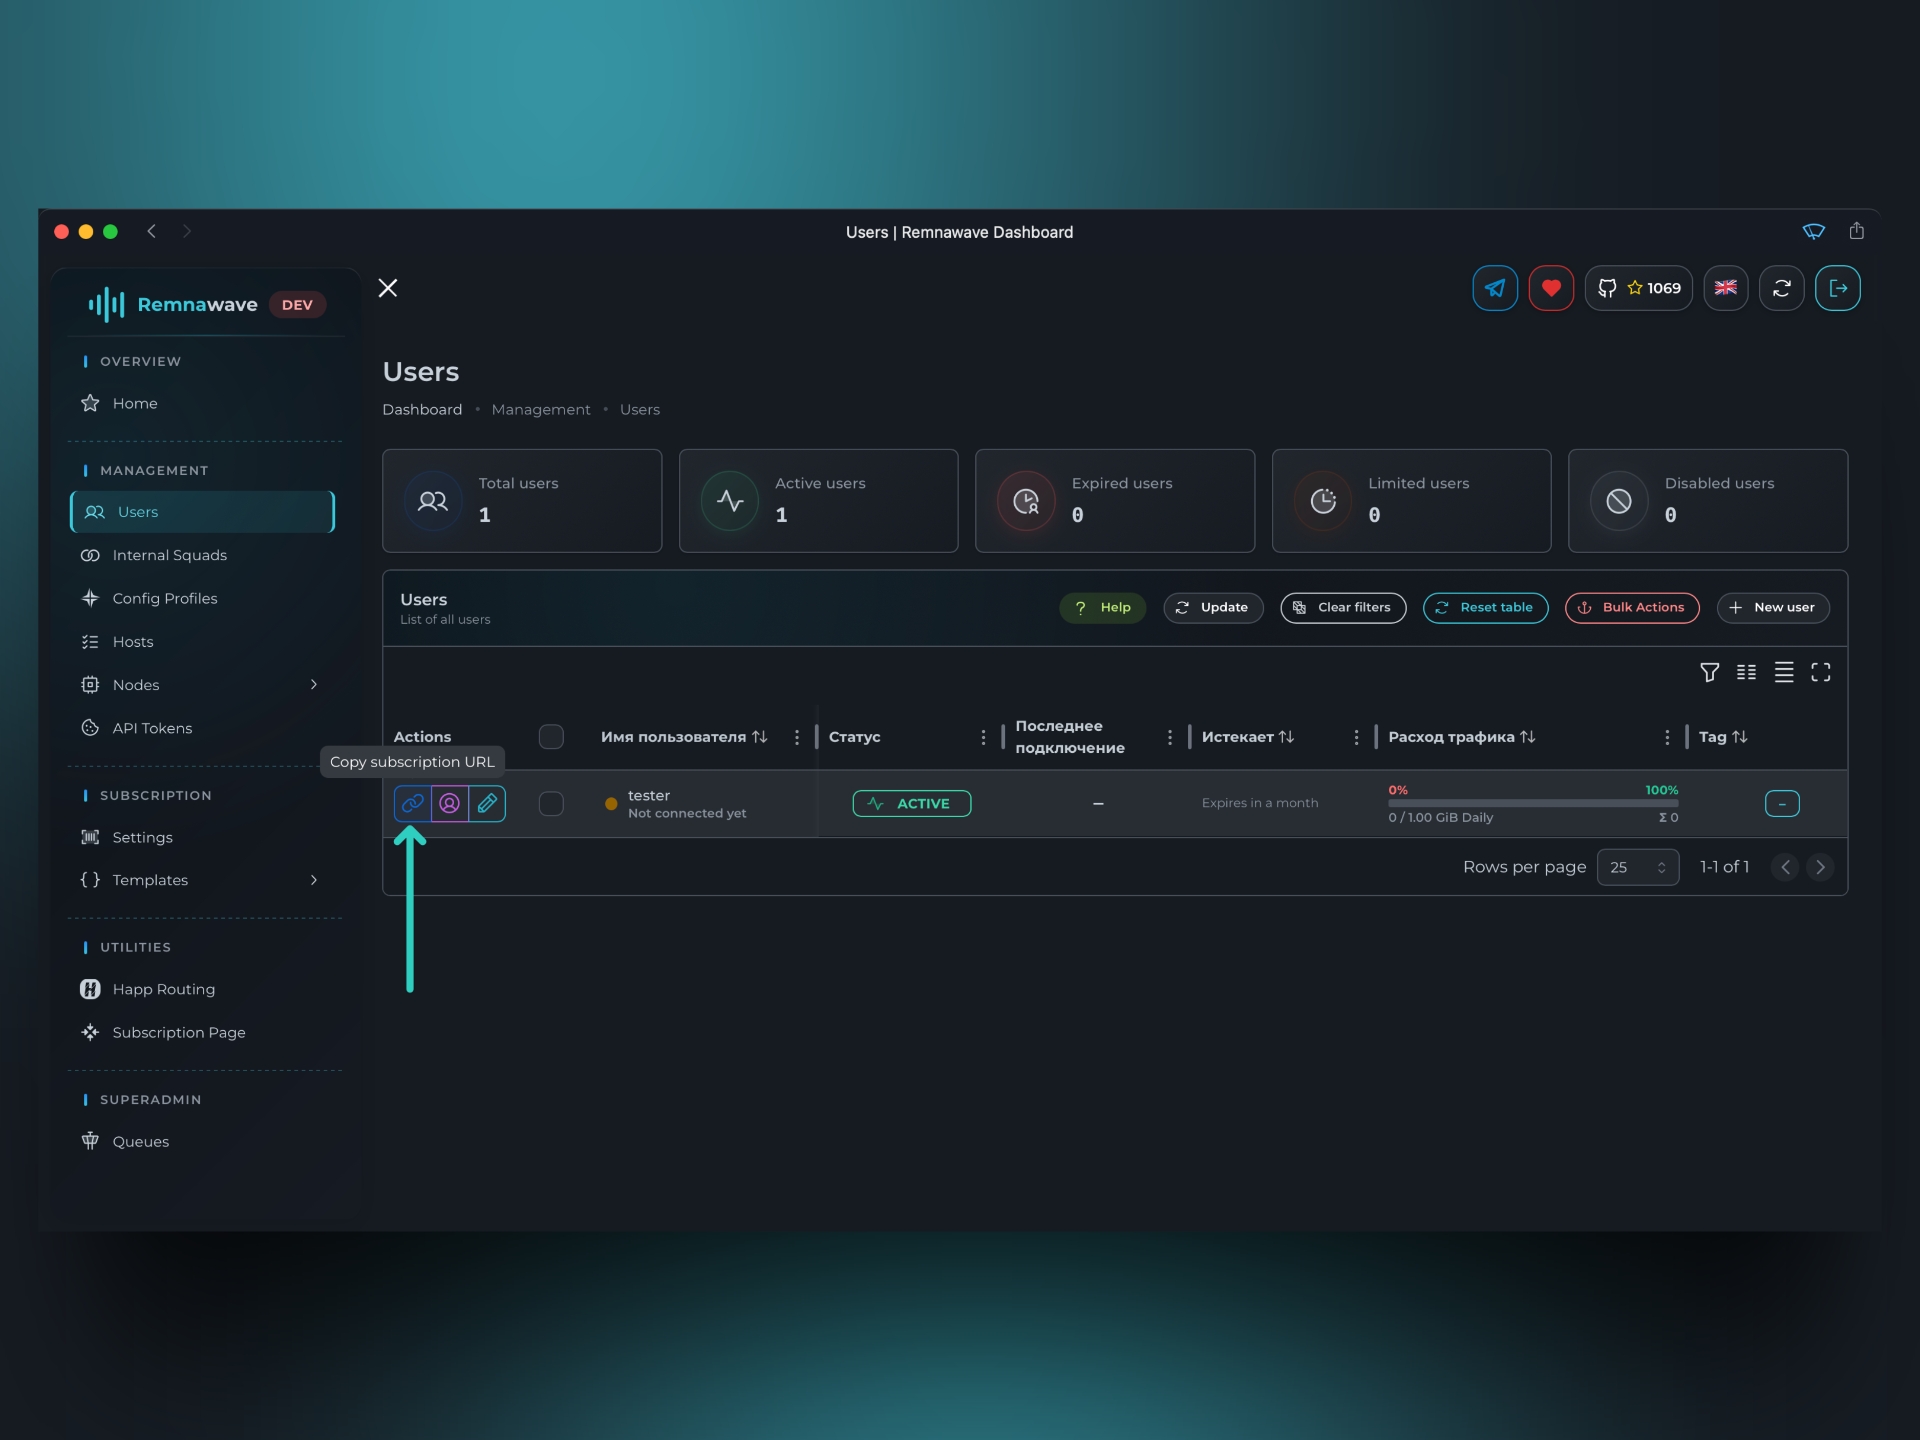 Users | Remnawave Dashboard
Remnawave DEV
1069
OVERVIEW
Home
MANAGEMENT
Users
Internal Squads
Config Profiles
Hosts
Nodes
API Tokens
SUBSCRIPTION
Settings
Templates
UTILITIES
Happ Routing
Subscription Page
SUPERADMIN
Queues
Users
Dashboard • Management • Users
Total users
1
Active users
1
Expired users
0
Limited users
0
Disabled users
0
Users
List of all users
? Help
Update
Clear filters
Reset table
Bulk Actions
New user
Actions
Имя пользователя
Статус
Последнее
подключение
Истекает
Расход трафика
Tag
Copy subscription URL
tester
Not connected yet
ACTIVE
–
Expires in a month
0% 100%
0 / 1.00 GiB Daily Σ 0
–
Rows per page 25 1-1 of 1